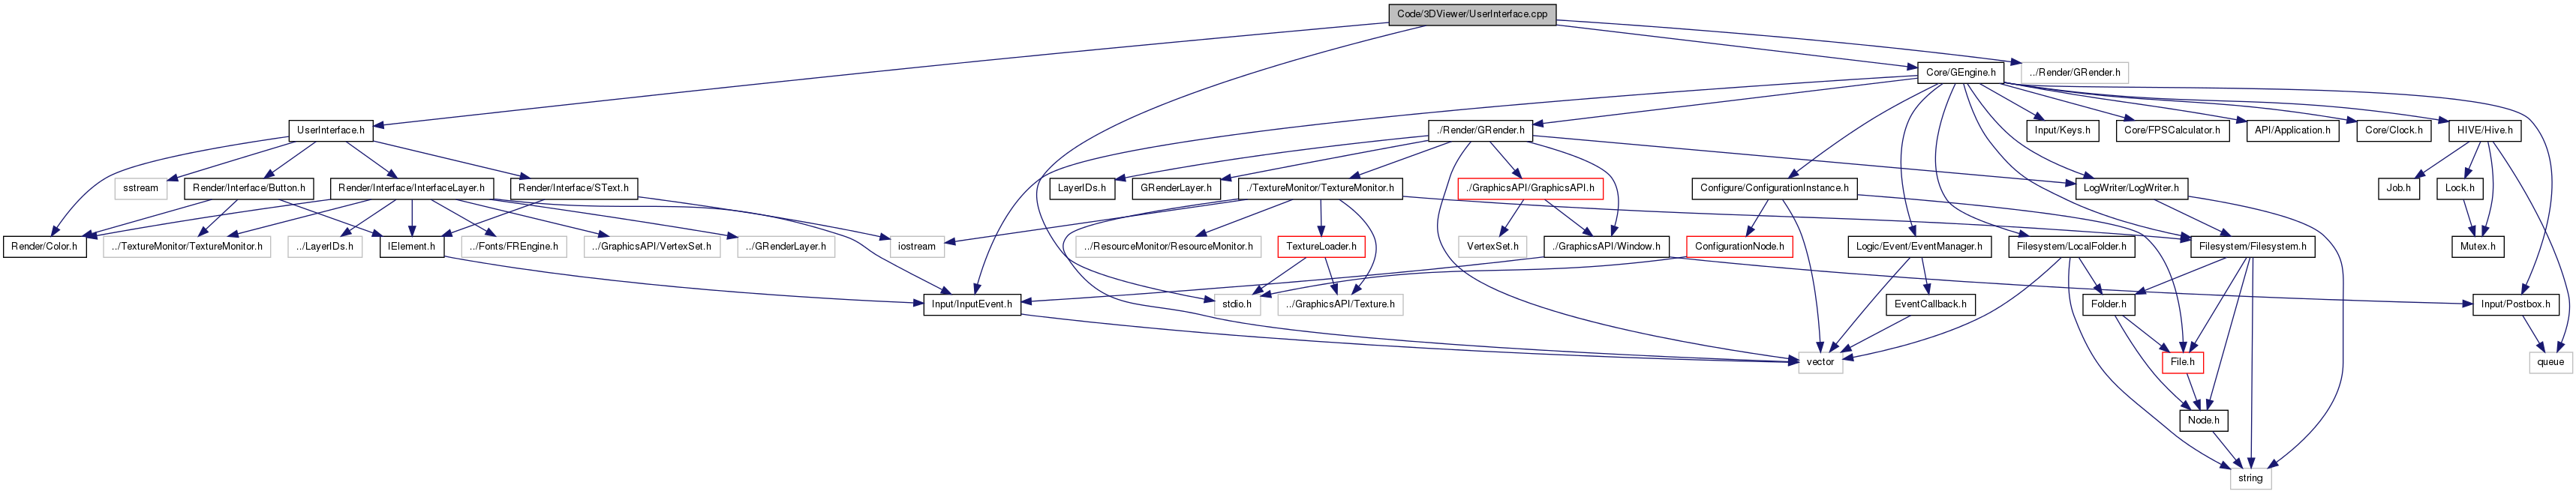 Code/3DViewer/UserInterface.cpp
Core/GEngine.h
../Render/GRender.h
UserInterface.h
./Render/GRender.h
Input/Keys.h
Core/FPSCalculator.h
API/Application.h
Core/Clock.h
HIVE/Hive.h
sstream
Render/Interface/Button.h
Render/Interface/InterfaceLayer.h
Render/Interface/SText.h
LayerIDs.h
GRenderLayer.h
./TextureMonitor/TextureMonitor.h
./GraphicsAPI/GraphicsAPI.h
Configure/ConfigurationInstance.h
LogWriter/LogWriter.h
Job.h
Lock.h
Render/Color.h
../TextureMonitor/TextureMonitor.h
../LayerIDs.h
IElement.h
../Fonts/FREngine.h
../GraphicsAPI/VertexSet.h
../GRenderLayer.h
iostream
../ResourceMonitor/ResourceMonitor.h
TextureLoader.h
VertexSet.h
./GraphicsAPI/Window.h
ConfigurationNode.h
Logic/Event/EventManager.h
Filesystem/LocalFolder.h
Filesystem/Filesystem.h
Mutex.h
Input/InputEvent.h
stdio.h
../GraphicsAPI/Texture.h
EventCallback.h
Folder.h
Input/Postbox.h
vector
File.h
queue
Node.h
string